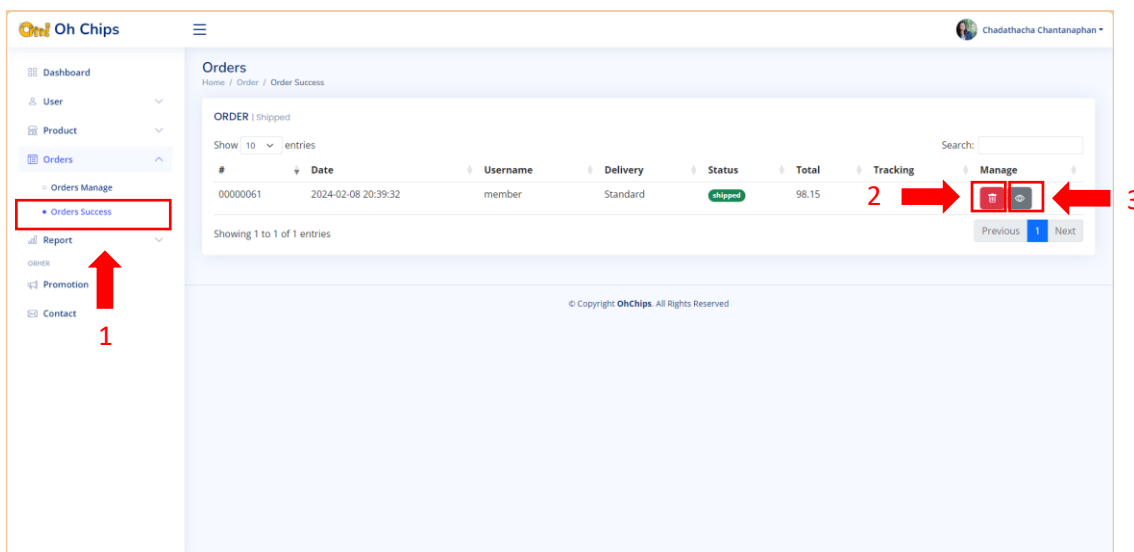 Oh! Oh Chips
Chadathacha Chantanaphan
Dashboard
User
Product
Orders
Orders Manage
Orders Success
Report
ORHER
Promotion
Contact
1
Orders
Home / Order / Order Success
ORDER | Shipped
Show 10 entries
Search:
# Date Username Delivery Status Total Tracking Manage
00000061 2024-02-08 20:39:32 member Standard shipped 98.15
2
3
Showing 1 to 1 of 1 entries
Previous 1 Next
© Copyright OhChips. All Rights Reserved